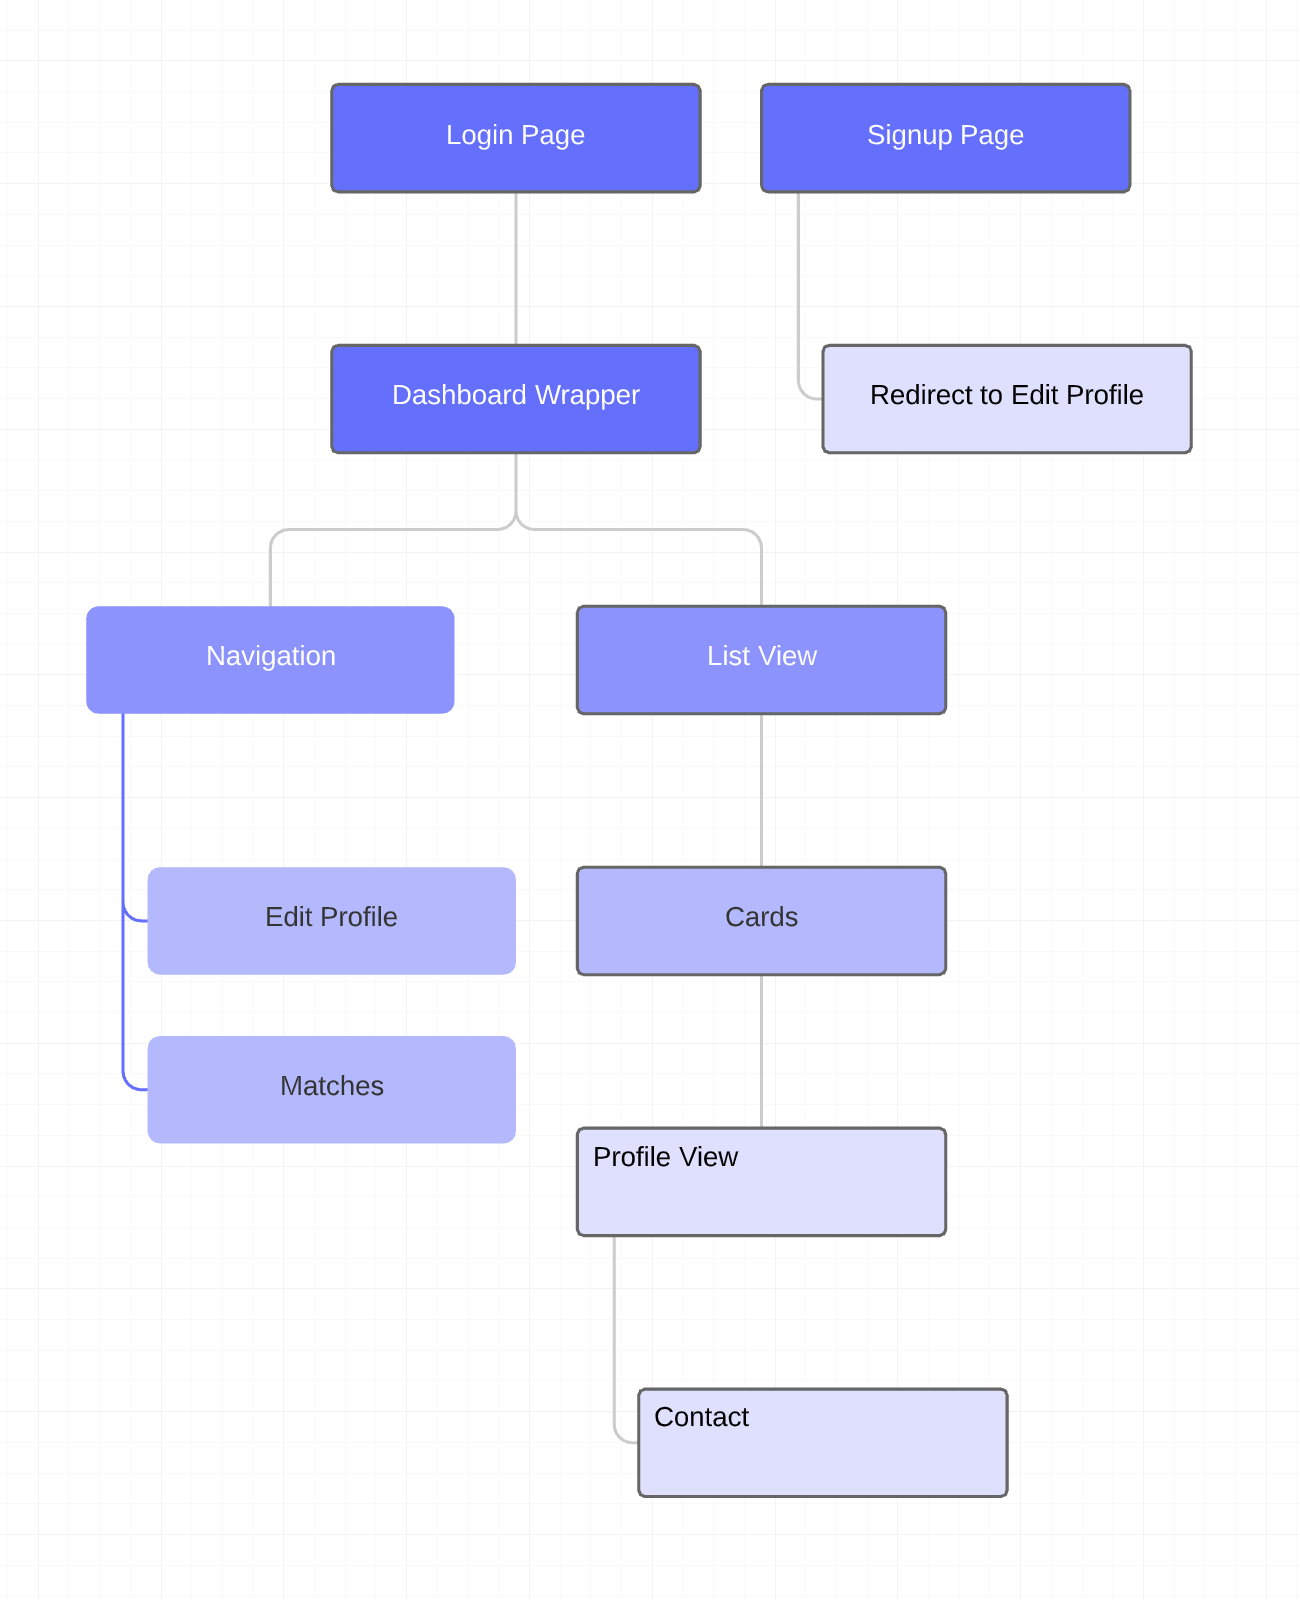 Login Page
Signup Page
Dashboard Wrapper
Redirect to Edit Profile
Navigation
List View
Edit Profile
Cards
Matches
Profile View
Contact